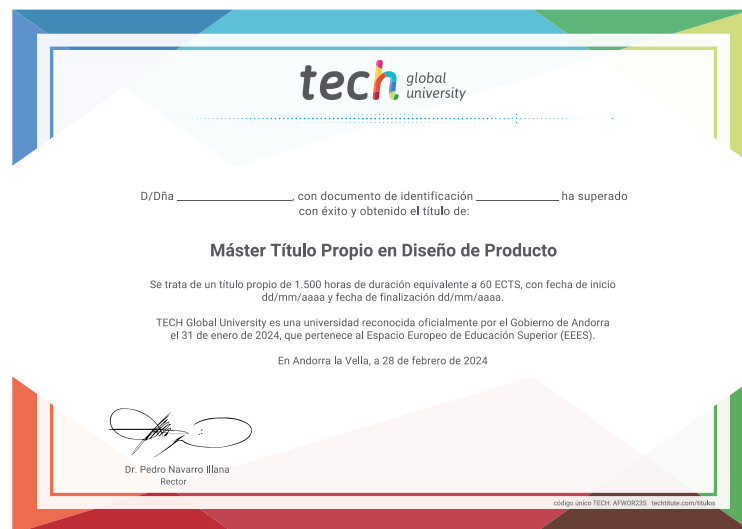 tech global
university
D/Dña ________________, con documento de identificación ____________ ha superado
con éxito y obtenido el título de:
Máster Título Propio en Diseño de Producto
Se trata de un título propio de 1.500 horas de duración equivalente a 60 ECTS, con fecha de inicio
dd/mm/aaaa y fecha de finalización dd/mm/aaaa.
TECH Global University es una universidad reconocida oficialmente por el Gobierno de Andorra
el 31 de enero de 2024, que pertenece al Espacio Europeo de Educación Superior (EEES).
En Andorra la Vella, a 28 de febrero de 2024
Dr. Pedro Navarro Illana
Rector
código único TECH: AFWOR23S techtitute.com/titulos